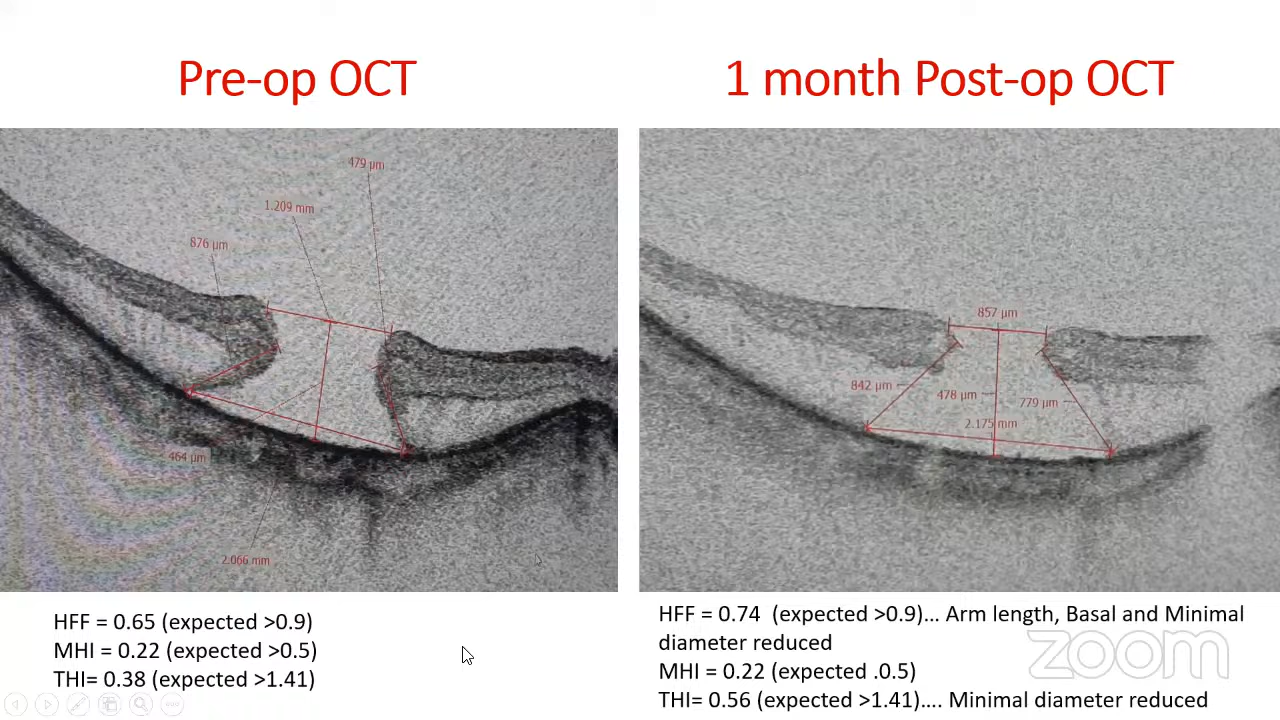 Pre-op OCT
1 month Post-op OCT
479 µm
1.209 mm
876 µm
464 µm
2.066 mm
857 µm
842 µm
478 µm
779 µm
2.175 mm
HFF = 0.65 (expected >0.9)
MHI = 0.22 (expected >0.5)
THI= 0.38 (expected >1.41)
HFF = 0.74 (expected >0.9)... Arm length, Basal and Minimal
diameter reduced
MHI = 0.22 (expected .0.5)
THI= 0.56 (expected >1.41).... Minimal diameter reduced
zoom